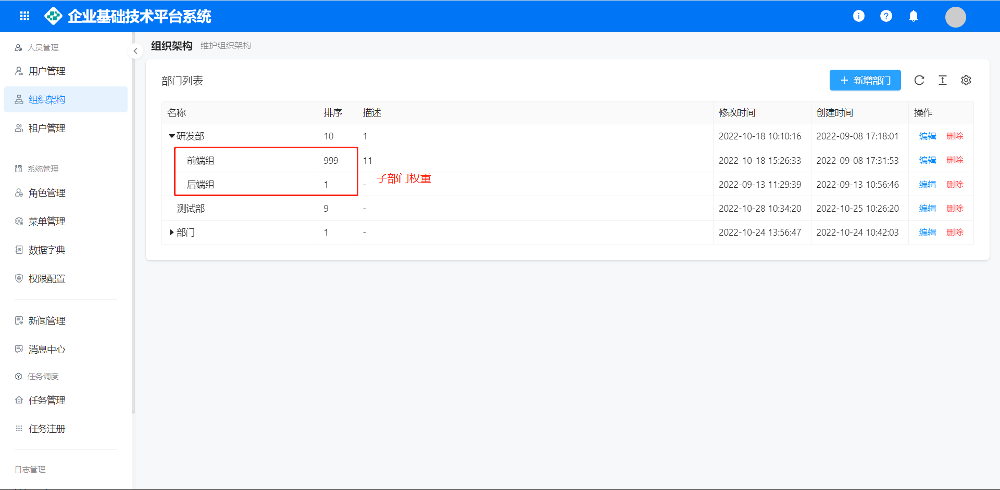 企业基础技术平台系统
人员管理
用户管理
组织架构
租户管理
系统管理
角色管理
菜单管理
数据字典
权限配置
新闻管理
消息中心
任务调度
任务管理
任务注册
日志管理
组织架构 维护组织架构
部门列表
新增部门
名称 排序 描述 修改时间 创建时间 操作
研发部 10 1 2022-10-18 10:10:16 2022-09-08 17:18:01 编辑 删除
前端组 999 11 2022-10-18 15:26:33 2022-09-08 17:31:53 编辑 删除
子部门权重
后端组 1 - 2022-09-13 11:29:39 2022-09-13 10:56:46 编辑 删除
测试部 9 - 2022-10-28 10:34:20 2022-10-25 10:26:20 编辑 删除
部门 1 - 2022-10-24 13:56:47 2022-10-24 10:42:03 编辑 删除